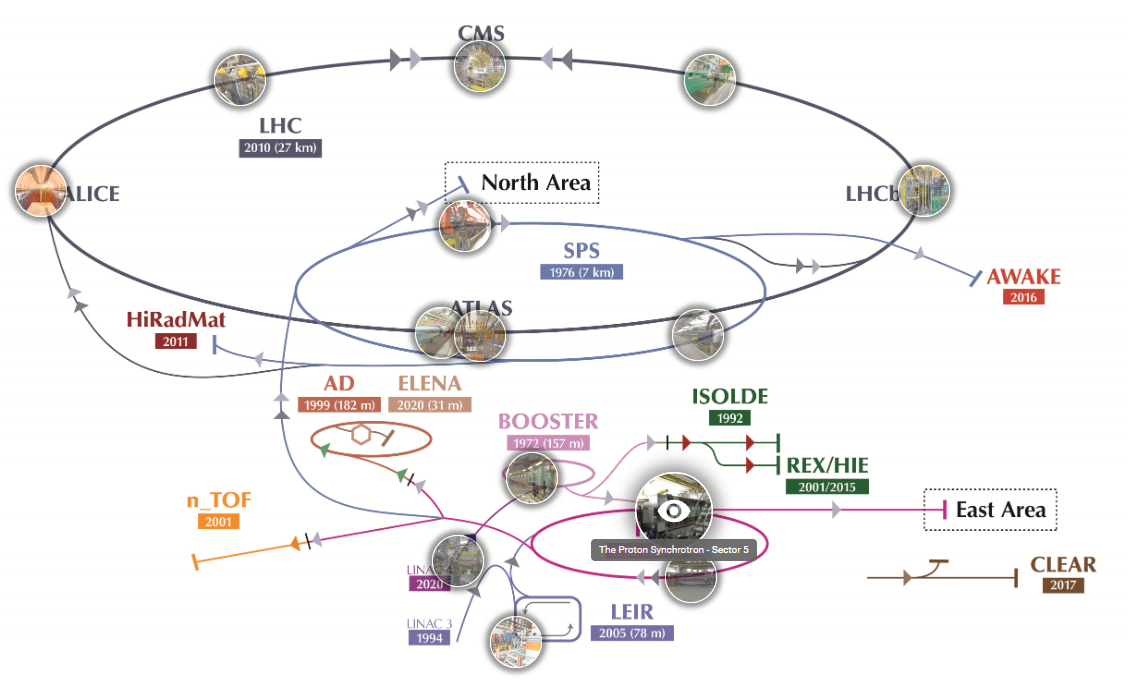 CMS
LHC
2010 (27 km)
ALICE
LHCb
North Area
SPS
1976 (7 km)
AWAKE
2016
ATLAS
HiRadMat
2011
AD
1999 (182 m)
ELENA
2020 (31 m)
ISOLDE
1992
BOOSTER
1972 (157 m)
REX/HIE
2001/2015
n_TOF
2001
East Area
The Proton Synchrotron - Sector 5
CLEAR
2017
2020
LINAC 3
1994
LEIR
2005 (78 m)